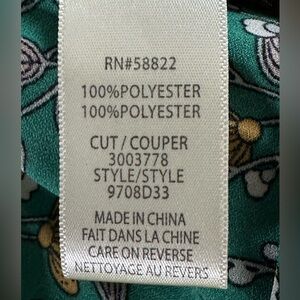 RN#58822
100%POLYESTER
100%POLYESTER
CUT / COUPER
3003778
STYLE/STYLE
9708D33
MADE IN CHINA
FAIT DANS LA CHINE
CARE ON REVERSE
NETTOYAGE AU REVERS